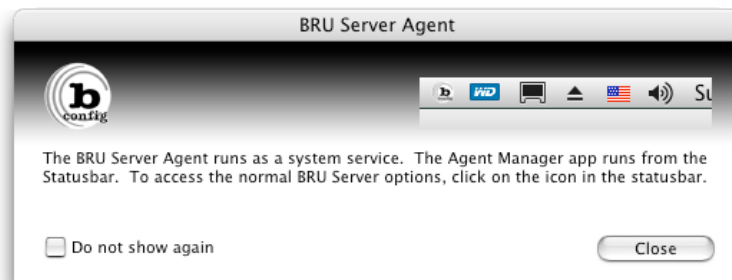 BRU Server Agent
b
config
b WD Su
The BRU Server Agent runs as a system service. The Agent Manager app runs from the
Statusbar. To access the normal BRU Server options, click on the icon in the statusbar.
Do not show again
Close